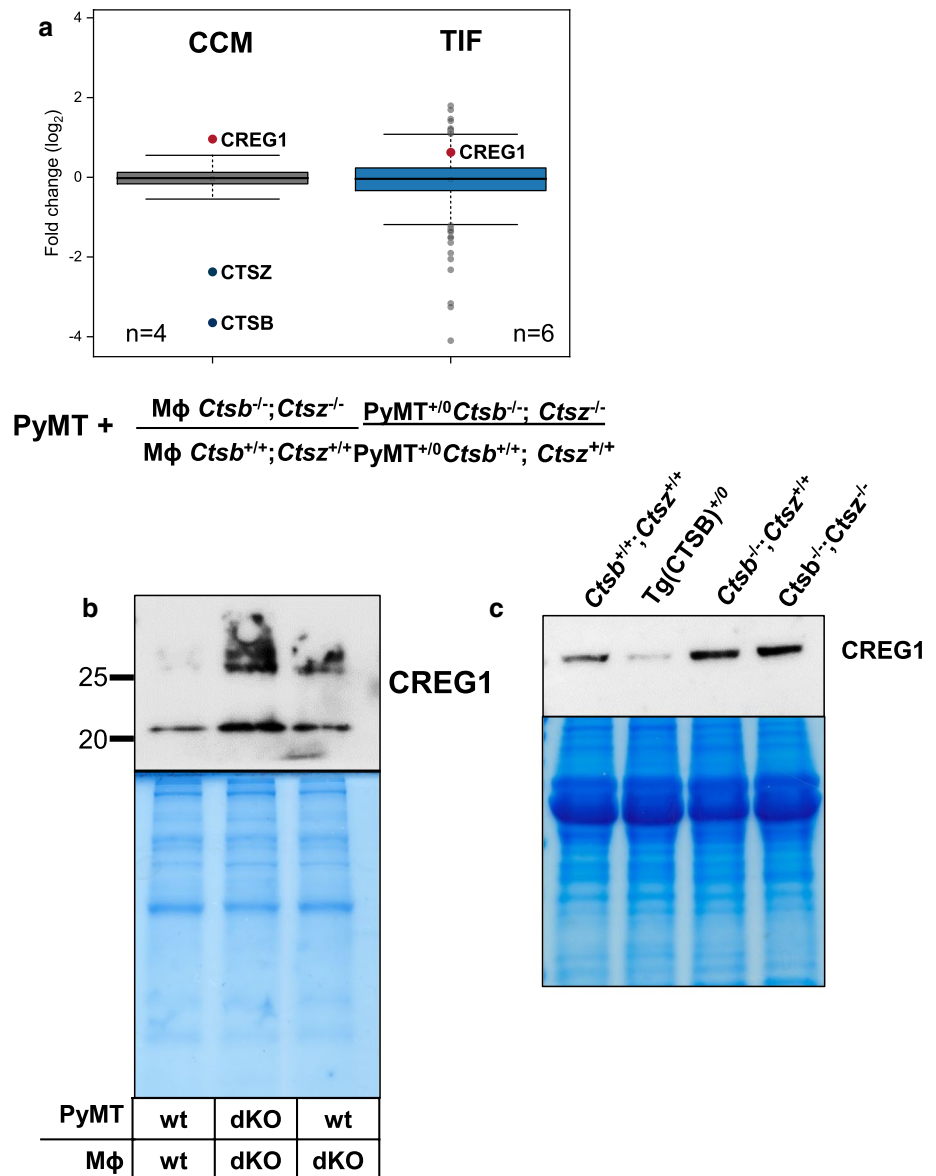 a
CCM TIF
Fold change (log2)
4
2
0
-2
-4
CREG1
CREG1
CTSZ
CTSB
n=4 n=6
PyMT +
Mϕ Ctsb-/-;Ctsz-/- PyMT+/0Ctsb-/-; Ctsz-/-
Mϕ Ctsb+/+;Ctsz+/+ PyMT+/0Ctsb+/+; Ctsz+/+
b
25
20
CREG1
PyMT wt dKO wt
Mϕ wt dKO dKO
c
Ctsb+/+;Ctsz+/+
Tg(CTSB)+/0
Ctsb-/-;Ctsz+/+
Ctsb-/-;Ctsz-/-
CREG1